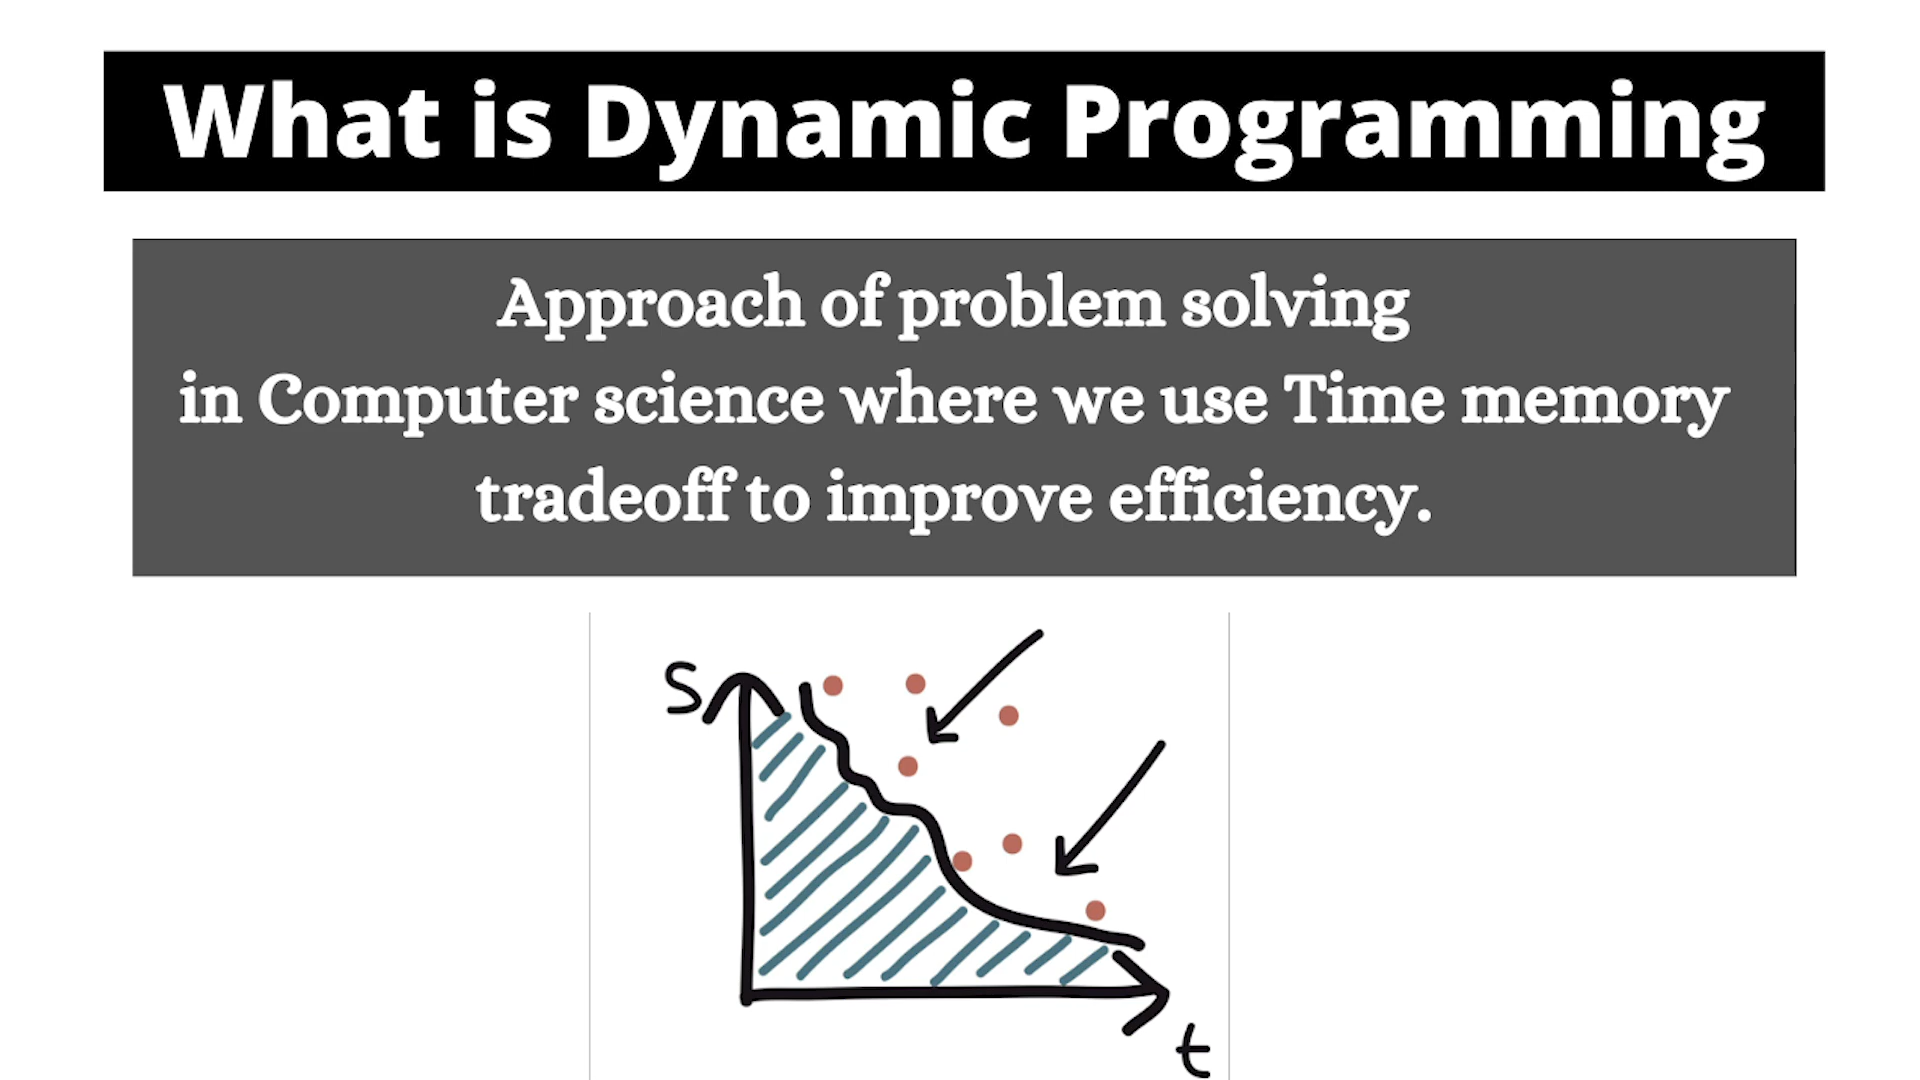 What is Dynamic Programming
Approach of problem solving
in Computer science where we use Time memory
tradeoff to improve efficiency.
S
t